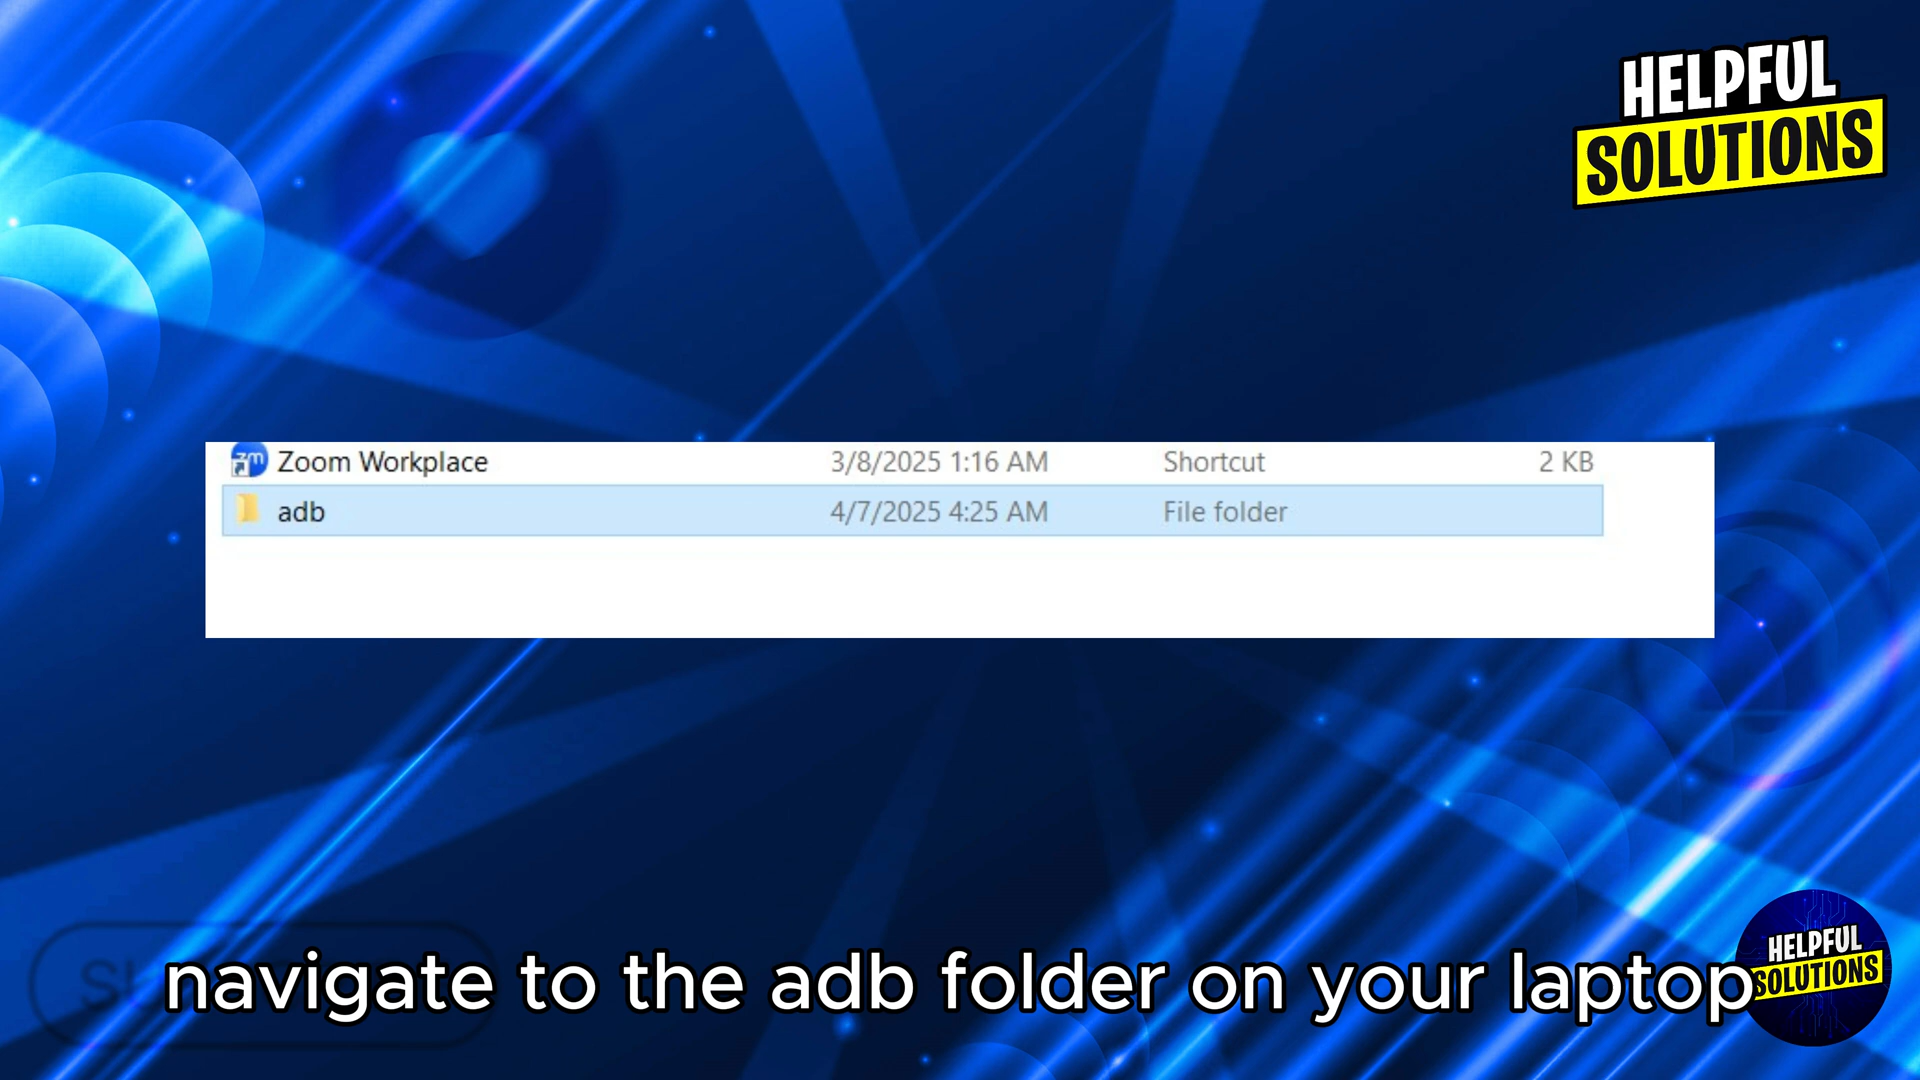 HELPFUL
SOLUTIONS
zm Zoom Workplace 3/8/2025 1:16 AM Shortcut 2 KB
adb 4/7/2025 4:25 AM File folder
navigate to the adb folder on your laptop
HELPFUL
SOLUTIONS